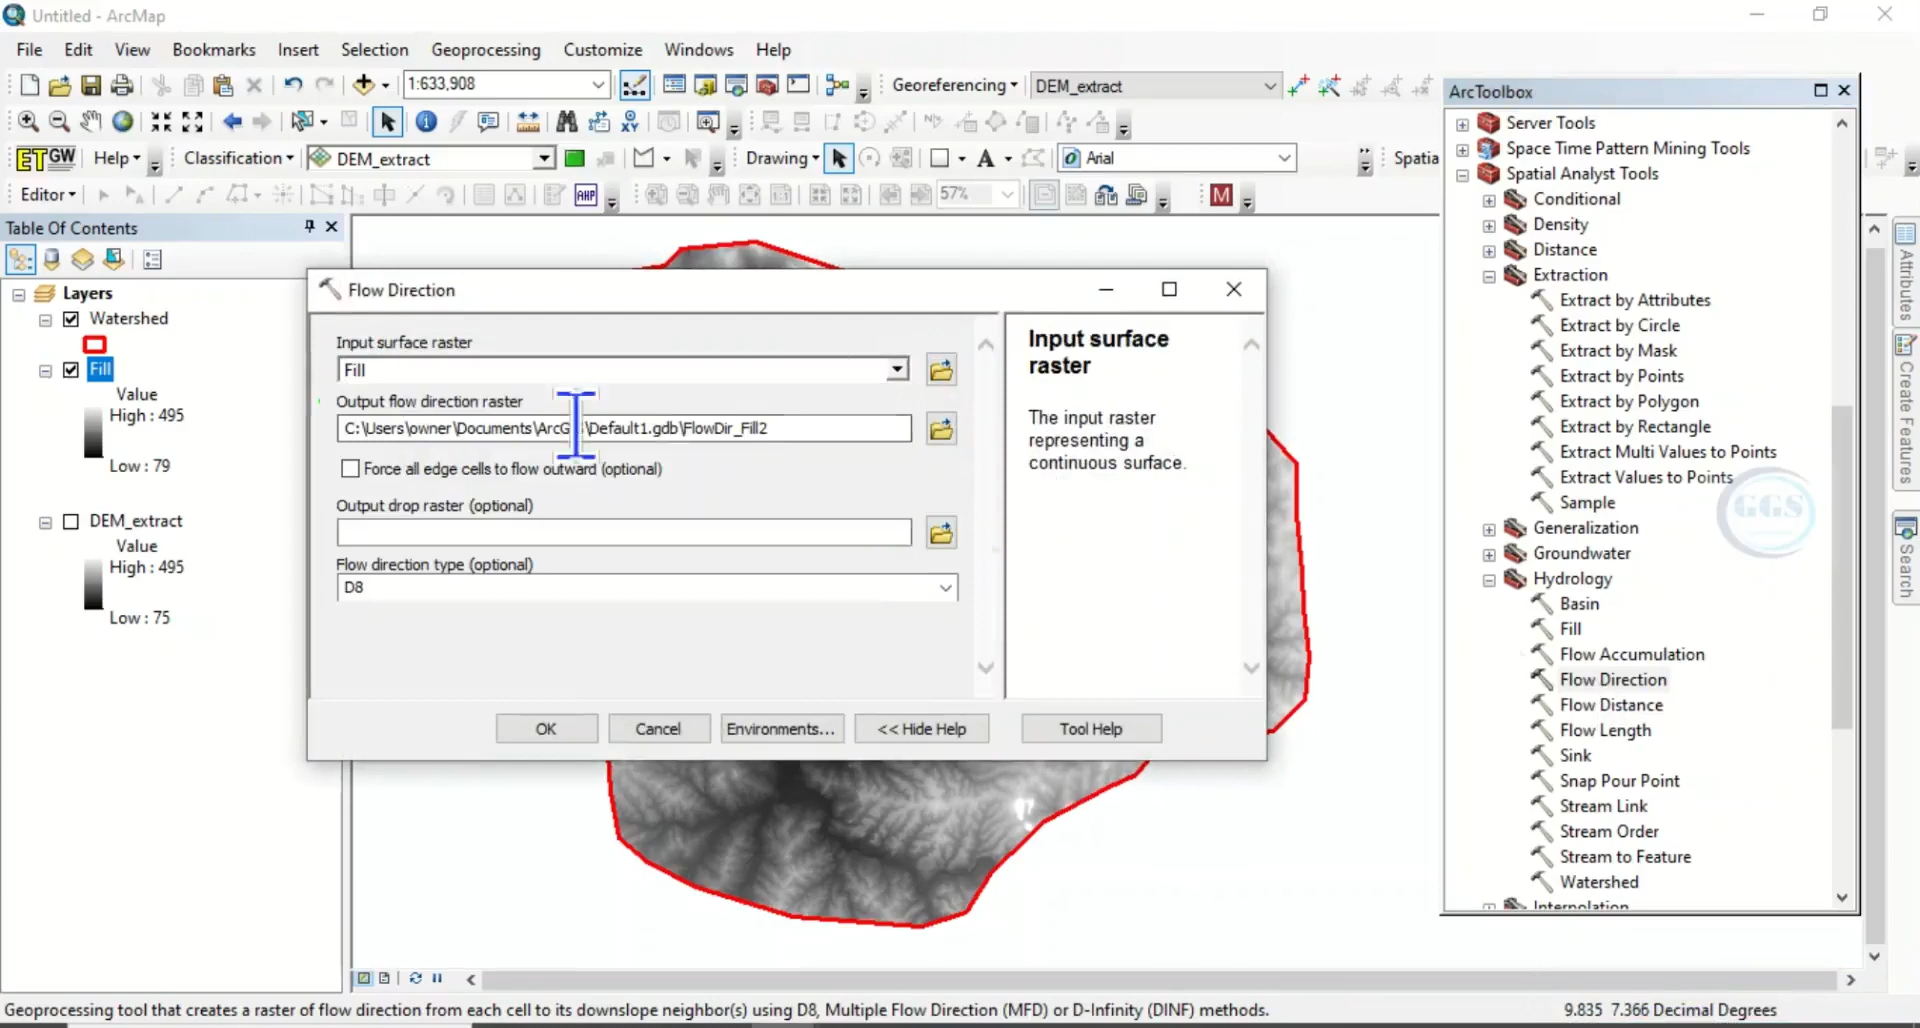 Untitled - ArcMap
File Edit View Bookmarks Insert Selection Geoprocessing Customize Windows Help
1:633,908
Georeferencing
DEM_extract
ET GW
Help
Classification
DEM_extract
Drawing
A
Arial
Spatia
Editor
AHP
57%
M
Table Of Contents
Layers
Watershed
Fill
Value
High : 495
Low : 79
DEM_extract
Value
High : 495
Low : 75
Flow Direction
Input surface raster
Fill
Output flow direction raster
C:\Users\owner\Documents\ArcG \Default1.gdb\FlowDir_Fill2
Force all edge cells to flow outward (optional)
Output drop raster (optional)
Flow direction type (optional)
D8
Input surface
raster
The input raster
representing a
continuous surface.
OK
Cancel
Environments...
<< Hide Help
Tool Help
ArcToolbox
Server Tools
Space Time Pattern Mining Tools
Spatial Analyst Tools
Conditional
Density
Distance
Extraction
Extract by Attributes
Extract by Circle
Extract by Mask
Extract by Points
Extract by Polygon
Extract by Rectangle
Extract Multi Values to Points
Extract Values to Points
Sample
Generalization
Groundwater
Hydrology
Basin
Fill
Flow Accumulation
Flow Direction
Flow Distance
Flow Length
Sink
Snap Pour Point
Stream Link
Stream Order
Stream to Feature
Watershed
Interpolation
GGS
Attributes
Create Features
Search
Geoprocessing tool that creates a raster of flow direction from each cell to its downslope neighbor(s) using D8, Multiple Flow Direction (MFD) or D-Infinity (DINF) methods.
9.835 7.366 Decimal Degrees